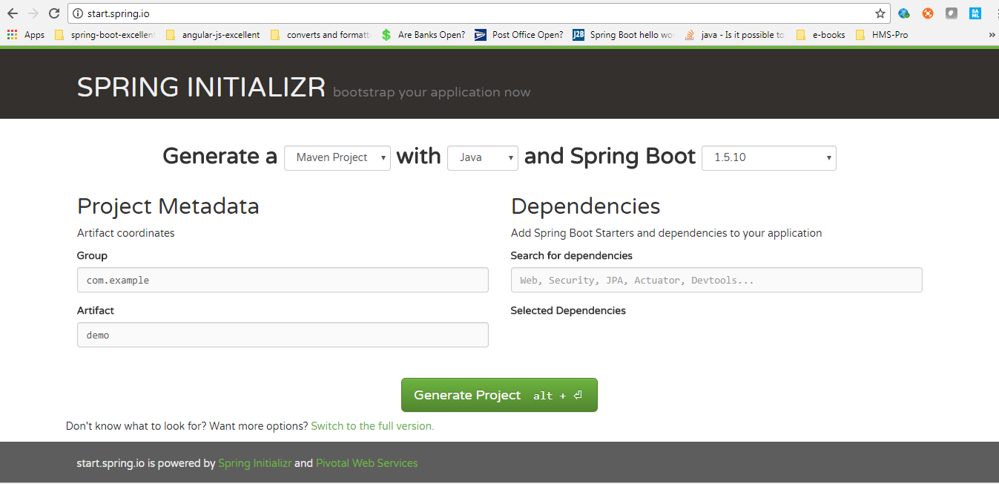 start.spring.io
Apps spring-boot-excellen angular-js-excellent converts and formatt Are Banks Open? Post Office Open? J2B Spring Boot hello wo java - Is it possible to e-books HMS-Pro »
SA ML
SPRING INITIALIZR bootstrap your application now
Generate a Maven Project with Java and Spring Boot 1.5.10
Project Metadata
Artifact coordinates
Group
com.example
Artifact
demo
Dependencies
Add Spring Boot Starters and dependencies to your application
Search for dependencies
Web, Security, JPA, Actuator, Devtools...
Selected Dependencies
Generate Project alt + ⏎
Don't know what to look for? Want more options? Switch to the full version.
start.spring.io is powered by Spring Initializr and Pivotal Web Services